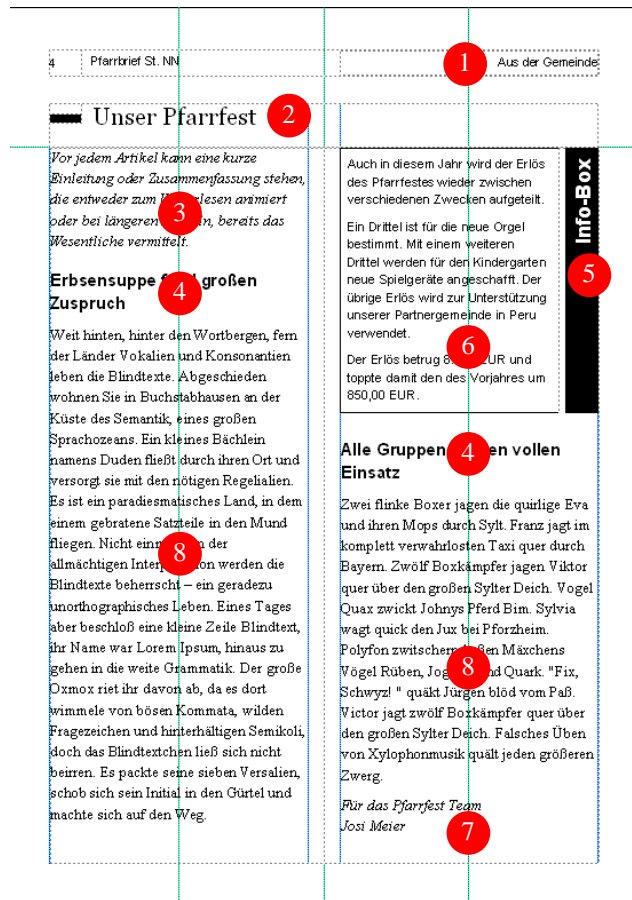 4
Pfarrbrief St. NN
1
Aus der Gemeinde
Unser Pfarrfest
2
Vor jedem Artikel kann eine kurze
Einleitung oder Zusammenfassung stehen,
die entweder zum animiert
oder bei längeren bereits das
Wesentliche vermittelt.
3
Erbsensuppe großen
Zuspruch
4
Weit hinten, hinter den Wortbergen, fern
der Länder Vokalien und Konsonantien
leben die Blindtexte. Abgeschieden
wohnen Sie in Buchstabhausen an der
Küste des Semantik, eines großen
Sprachozeans. Ein kleines Bächlein
namens Duden fließt durch ihren Ort und
versorgt sie mit den nötigen Regelialien.
Es ist ein paradiesmatisches Land, in dem
einem gebratene Satzteile in den Mund
fliegen. Nicht der
allmächtigen werden die
8
Blindtexte beherrscht – ein geradezu
unorthographisches Leben. Eines Tages
aber beschloß eine kleine Zeile Blindtext,
ihr Name war Lorem Ipsum, hinaus zu
gehen in die weite Grammatik. Der große
Oxmox riet ihr davon ab, da es dort
wimmele von bösen Kommata, wilden
Fragezeichen und hinterhältigen Semikoli,
doch das Blindtextchen ließ sich nicht
beirren. Es packte seine sieben Versalien,
schob sich sein Initial in den Gürtel und
machte sich auf den Weg.
Auch in diesem Jahr wird der Erlös
des Pfarrfestes wieder zwischen
verschiedenen Zwecken aufgeteilt.
Ein Drittel ist für die neue Orgel
bestimmt. Mit einem weiteren
Drittel werden für den Kindergarten
neue Spielgeräte angeschafft. Der
übrige Erlös wird zur Unterstützung
unserer Partnergemeinde in Peru
verwendet.
6
Der Erlös betrug EUR und
toppte damit den des Vorjahres um
850,00 EUR.
Info-Box
5
Alle Gruppen vollen
Einsatz
4
Zwei flinke Boxer jagen die quirlige Eva
und ihren Mops durch Sylt. Franz jagt im
komplett verwahrlosten Taxi quer durch
Bayern. Zwölf Boxkämpfer jagen Viktor
quer über den großen Sylter Deich. Vogel
Quax zwickt Johnys Pferd Bim. Sylvia
wagt quick den Jux bei Pforzheim.
Polyfon Mäxchens
Vögel Rüben, Quark. "Fix,
8
Schwyz! " quäkt Jürgen blöd vom Paß.
Victor jagt zwölf Boxkämpfer quer über
den großen Sylter Deich. Falsches Üben
von Xylophonmusik quält jeden größeren
Zwerg.
Für das Pfarrfest Team
Josi Meier
7